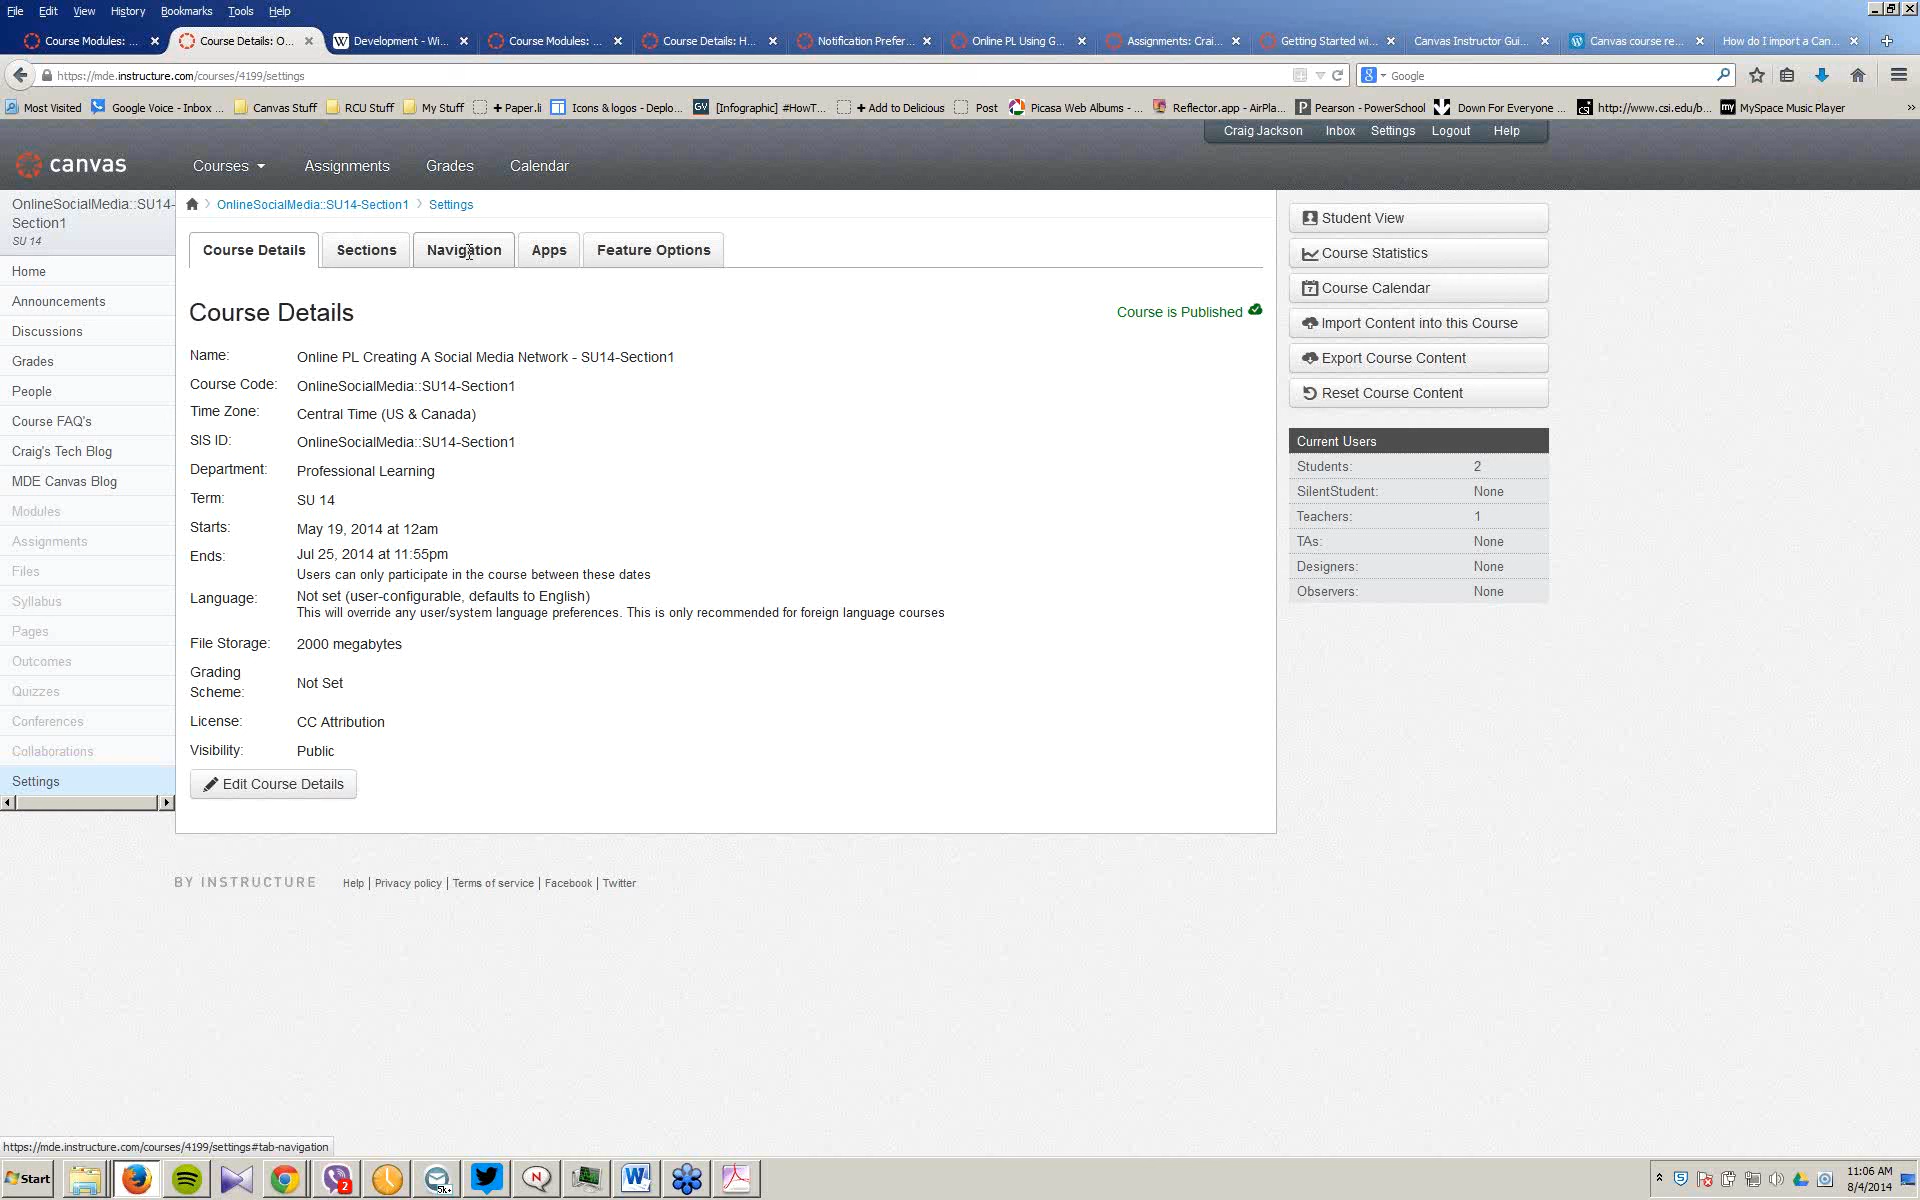 File Edit View History Bookmarks Tools Help
Course Modules: ... Course Details: O... Development - Wi... Course Modules: ... Course Details: H... Notification Prefer... Online PL Using G... Assignments: Crai... Getting Started wi... Canvas Instructor Gui... Canvas course re... How do I import a Can...
https://mde.instructure.com/courses/4199/settings Google
Most Visited Google Voice - Inbox ... Canvas Stuff RCU Stuff My Stuff + Paper.li Icons & logos - Deplo... [Infographic] #HowT... + Add to Delicious Post Picasa Web Albums - ... Reflector.app - AirPla... Pearson - PowerSchool Down For Everyone ... http://www.csi.edu/b... MySpace Music Player
Craig Jackson Inbox Settings Logout Help
canvas Courses Assignments Grades Calendar
OnlineSocialMedia::SU14-
Section1
SU 14
Home
Announcements
Discussions
Grades
People
Course FAQ's
Craig's Tech Blog
MDE Canvas Blog
Modules
Assignments
Files
Syllabus
Pages
Outcomes
Quizzes
Conferences
Collaborations
Settings
OnlineSocialMedia::SU14-Section1 Settings
Course Details Sections Navigation Apps Feature Options
Course Details
Course is Published
Name: Online PL Creating A Social Media Network - SU14-Section1
Course Code: OnlineSocialMedia::SU14-Section1
Time Zone: Central Time (US & Canada)
SIS ID: OnlineSocialMedia::SU14-Section1
Department: Professional Learning
Term: SU 14
Starts: May 19, 2014 at 12am
Ends: Jul 25, 2014 at 11:55pm
Users can only participate in the course between these dates
Language: Not set (user-configurable, defaults to English)
This will override any user/system language preferences. This is only recommended for foreign language courses
File Storage: 2000 megabytes
Grading
Scheme: Not Set
License: CC Attribution
Visibility: Public
Edit Course Details
Student View
Course Statistics
Course Calendar
Import Content into this Course
Export Course Content
Reset Course Content
Current Users
Students: 2
SilentStudent: None
Teachers: 1
TAs: None
Designers: None
Observers: None
BY INSTRUCTURE Help | Privacy policy | Terms of service | Facebook | Twitter
https://mde.instructure.com/courses/4199/settings#tab-navigation
Start 2 5k+ 11:06 AM
8/4/2014